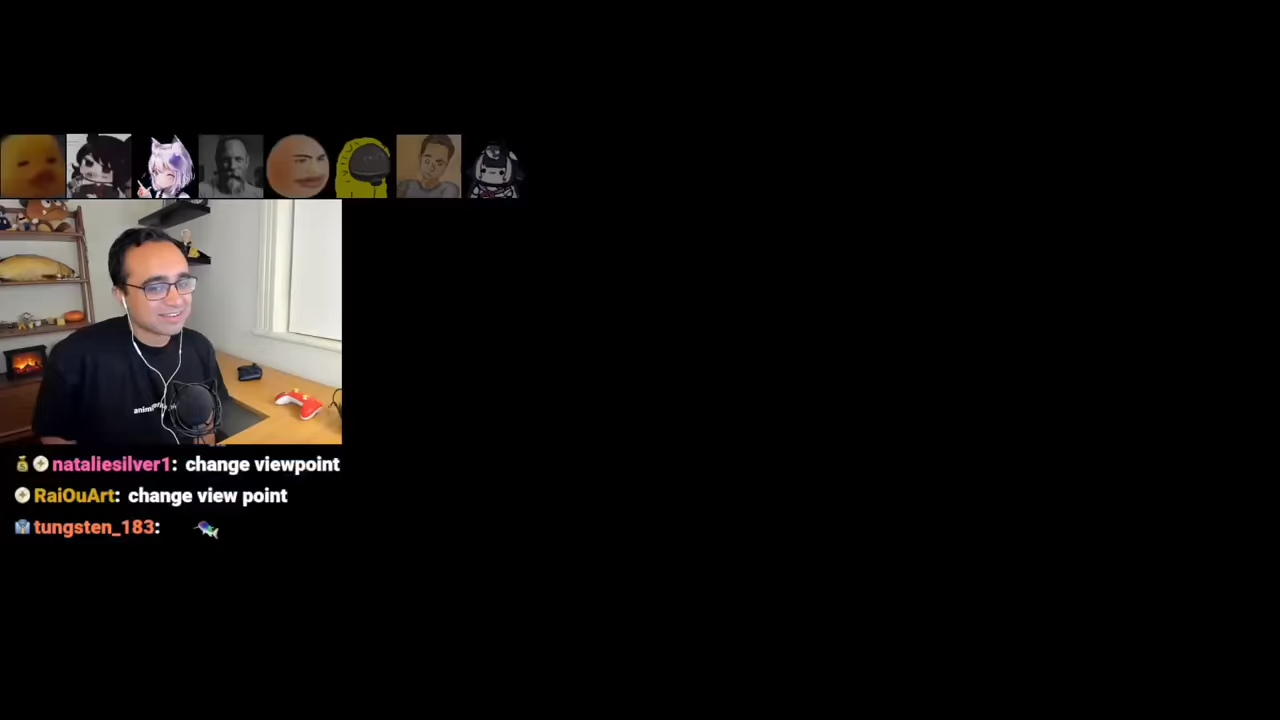 nataliesilver1: change viewpoint
RaiOuArt: change view point
tungsten_183: